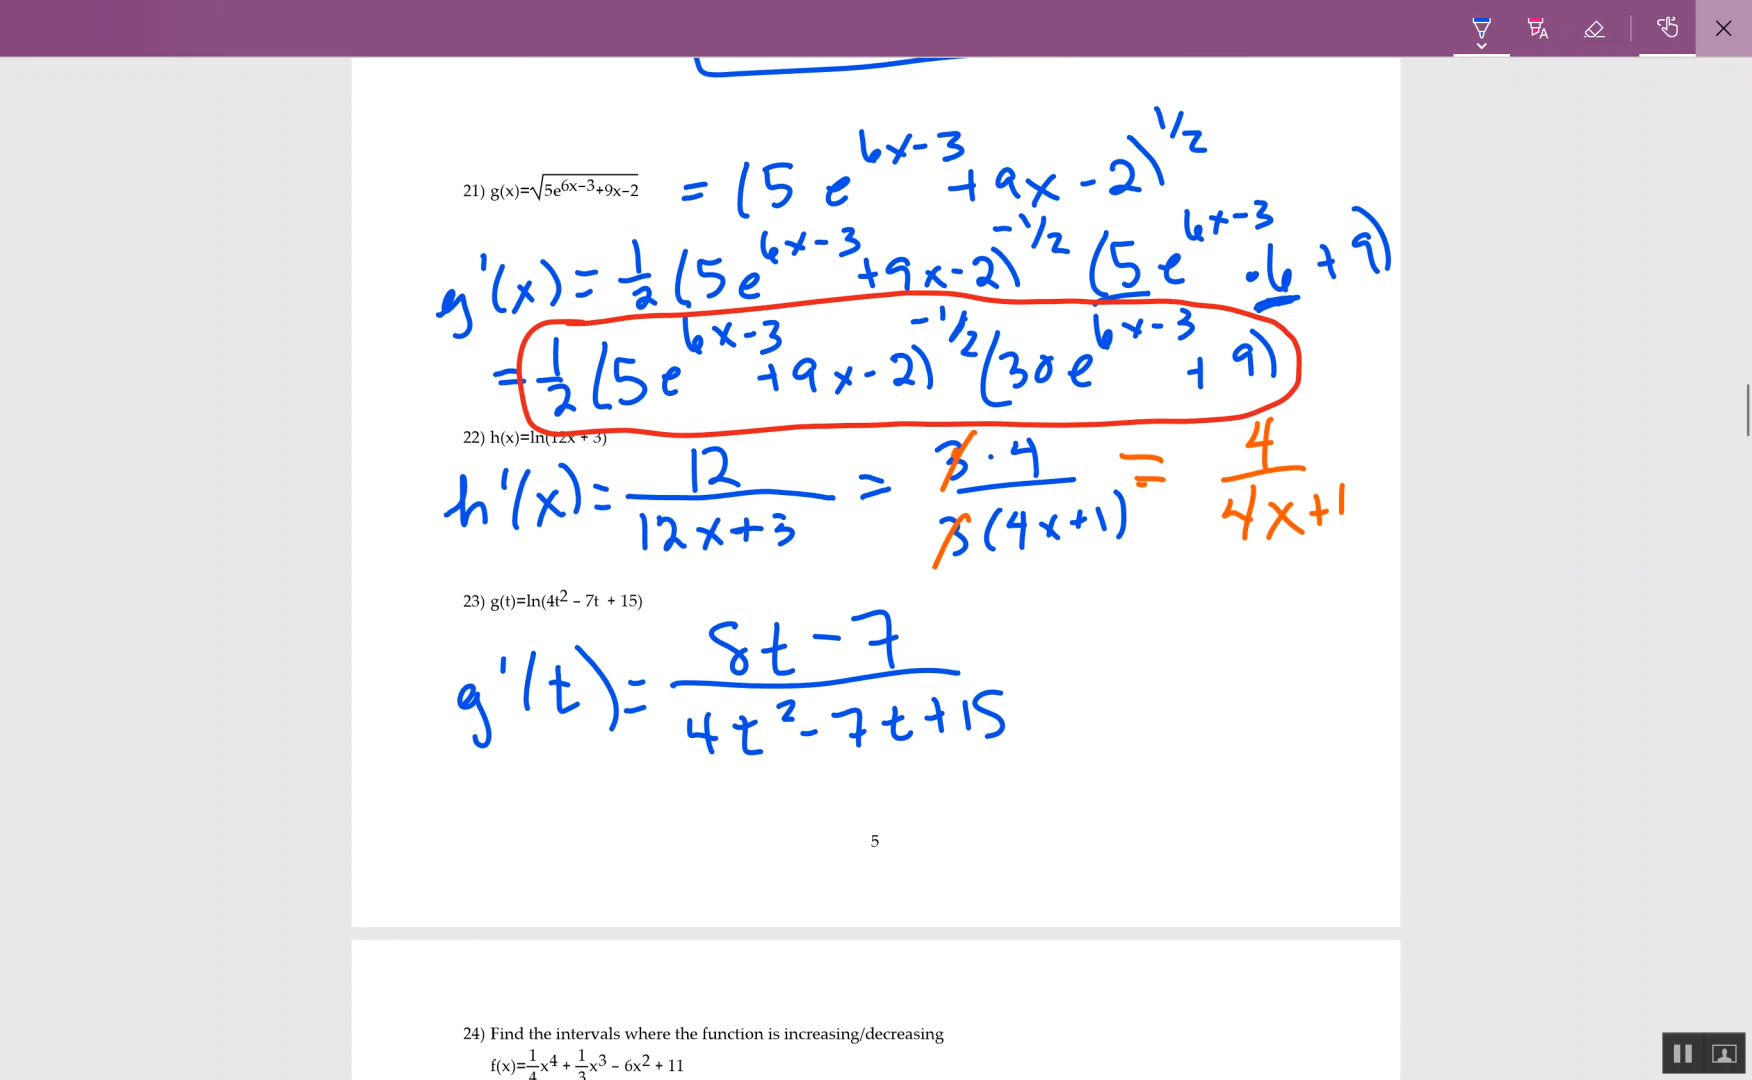 21) g(x)=√5e^6x−3+9x−2 = (5 e^6x-3 + 9x - 2)^1/2
g'(x) = 1/2 (5e^6x-3 + 9x - 2)^-1/2 (5e^6x-3 · 6 + 9)
= 1/2 (5e^6x-3 + 9x - 2)^-1/2 (30e^6x-3 + 9)
22) h(x)=ln(12x + 3)
h'(x) = 12/12x+3 = 3·4/3(4x+1) = 4/4x+1
23) g(t)=ln(4t² – 7t + 15)
g'(t) = 8t-7/4t²-7t+15
5
24) Find the intervals where the function is increasing/decreasing
f(x)=1/4x⁴ + 1/3x³ – 6x² + 11